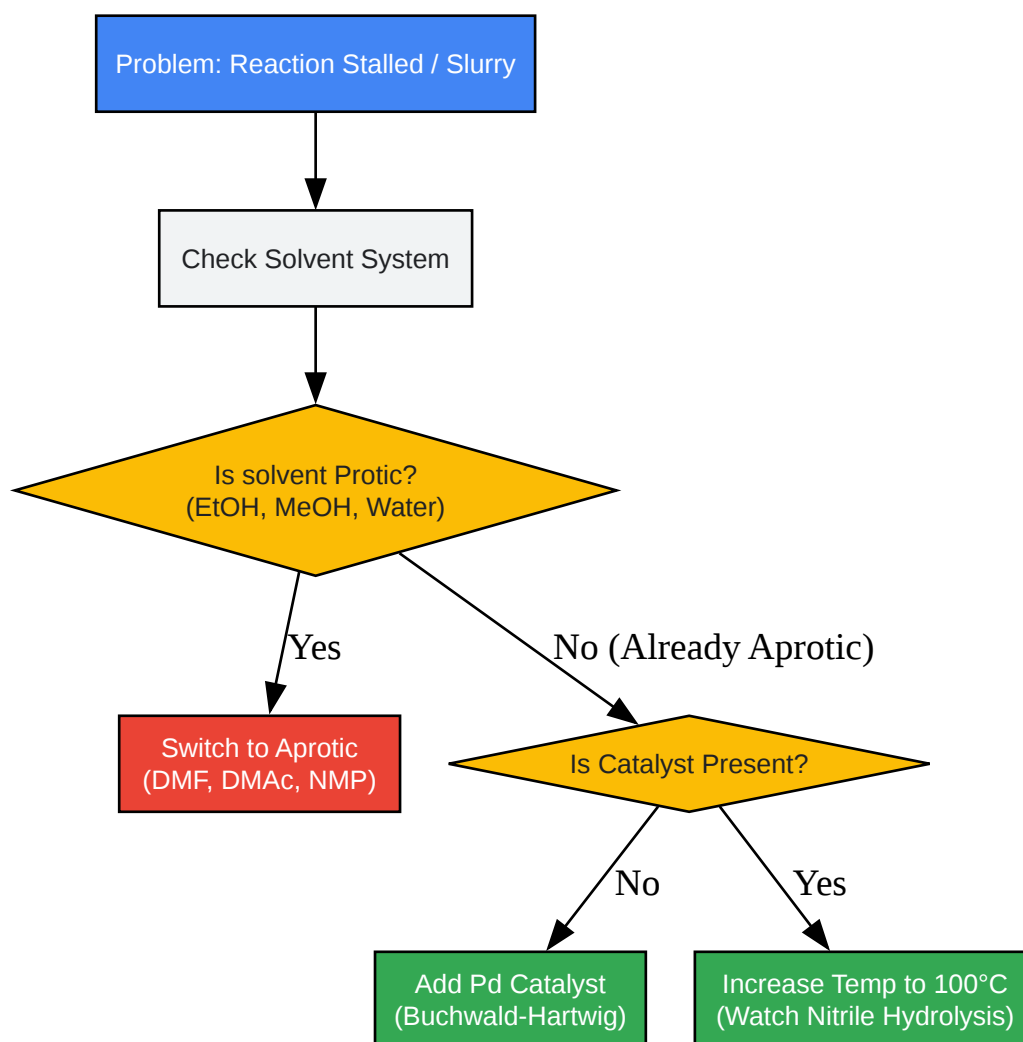 Problem: Reaction Stalled / Slurry
Check Solvent System
Is solvent Protic?
(EtOH, MeOH, Water)
Yes
No (Already Aprotic)
Switch to Aprotic
(DMF, DMAc, NMP)
Is Catalyst Present?
No
Yes
Add Pd Catalyst
(Buchwald-Hartwig)
Increase Temp to 100°C
(Watch Nitrile Hydrolysis)